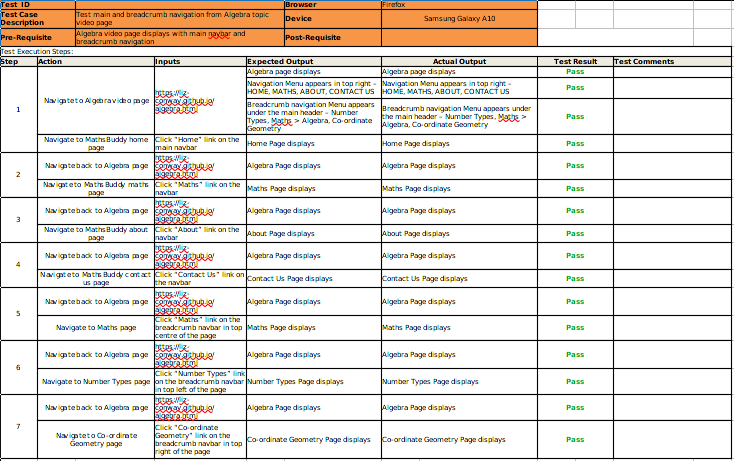 Test ID Browser Firefox
Test Case Description Test main and breadcrumb navigation from Algebra topic video page Device Samsung Galaxy A10
Pre-Requisite Algebra video page displays with main navbar and breadcrumb navigation Post-Requisite
Test Execution Steps:
Step Action Inputs Expected Output Actual Output Test Result Test Comments
1 Navigate to Algebra video page https://liz-conway.github.io/algebra.html Algebra page displays Algebra page displays Pass
Navigation Menu appears in top right – HOME, MATHS, ABOUT, CONTACT US Navigation Menu appears in top right – HOME, MATHS, ABOUT, CONTACT US Pass
Breadcrumb navigation Menu appears under the main header – Number Types, Maths > Algebra, Co-ordinate Geometry Breadcrumb navigation Menu appears under the main header – Number Types, Maths > Algebra, Co-ordinate Geometry Pass
Navigate to MathsBuddy home page Click "Home" link on the main navbar Home Page displays Home Page displays Pass
2 Navigate back to Algebra page https://liz-conway.github.io/algebra.html Algebra Page displays Algebra Page displays Pass
Navigate to MathsBuddy maths page Click "Maths" link on the navbar Maths Page displays Maths Page displays Pass
3 Navigate back to Algebra page https://liz-conway.github.io/algebra.html Algebra Page displays Algebra Page displays Pass
Navigate to MathsBuddy about page Click "About" link on the navbar About Page displays About Page displays Pass
4 Navigate back to Algebra page https://liz-conway.github.io/algebra.html Algebra Page displays Algebra Page displays Pass
Navigate to MathsBuddy contact us page Click "Contact Us" link on the navbar Contact Us Page displays Contact Us Page displays Pass
5 Navigate back to Algebra page https://liz-conway.github.io/algebra.html Algebra Page displays Algebra Page displays Pass
Navigate to Maths page Click "Maths" link on the breadcrumb navbar in top centre of the page Maths Page displays Maths Page displays Pass
6 Navigate back to Algebra page https://liz-conway.github.io/algebra.html Algebra Page displays Algebra Page displays Pass
Navigate to Number Types page Click "Number Types" link on the breadcrumb navbar in top left of the page Number Types Page displays Number Types Page displays Pass
7 Navigate back to Algebra page https://liz-conway.github.io/algebra.html Algebra Page displays Algebra Page displays Pass
Navigate to Co-ordinate Geometry page Click "Co-ordinate Geometry" link on the breadcrumb navbar in top right of the page Co-ordinate Geometry Page displays Co-ordinate Geometry Page displays Pass